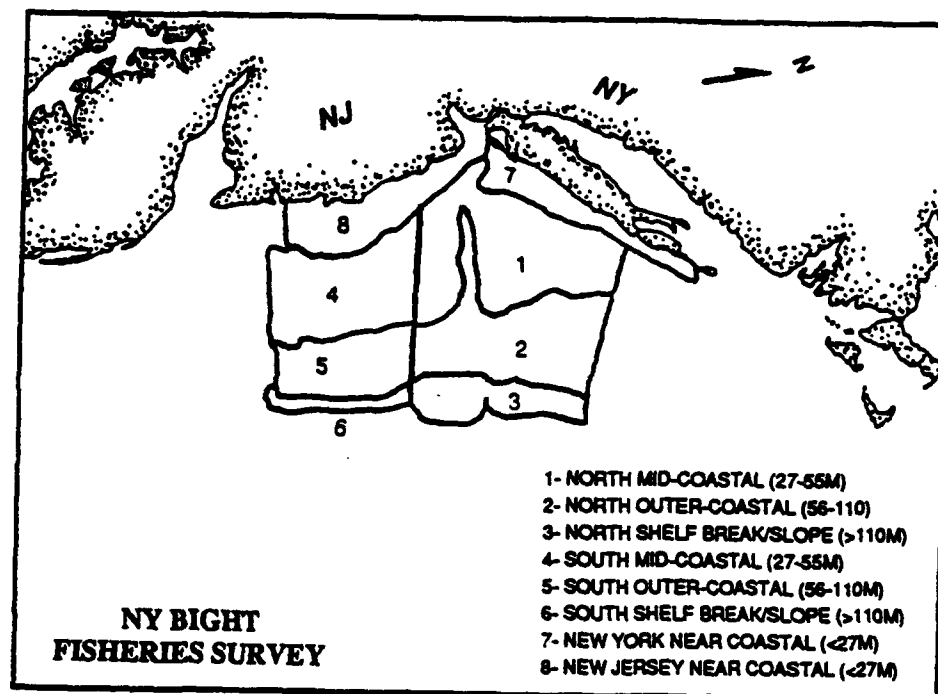 N
NY
NJ
7
8
1
4
2
5
3
6
1- NORTH MID-COASTAL (27-55M)
2- NORTH OUTER-COASTAL (56-110)
3- NORTH SHELF BREAK/SLOPE (>110M)
4- SOUTH MID-COASTAL (27-55M)
5- SOUTH OUTER-COASTAL (56-110M)
6- SOUTH SHELF BREAK/SLOPE (>110M)
7- NEW YORK NEAR COASTAL (<27M)
8- NEW JERSEY NEAR COASTAL (<27M)
NY BIGHT
FISHERIES SURVEY